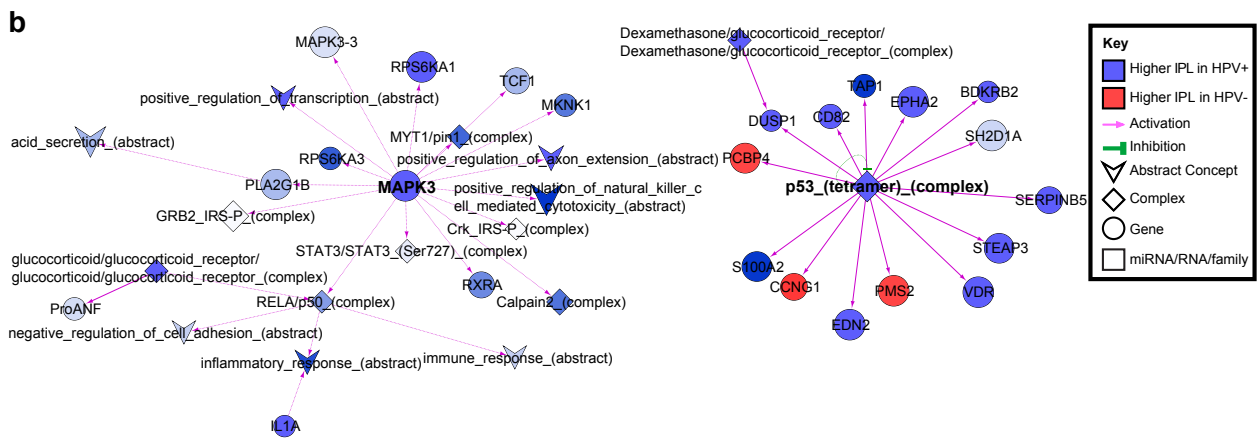 b
MAPK3-3
RPS6KA1
TCF1
positive_regulation_of_transcription_(abstract)
MKNK1
acid_secretion_(abstract)
MYT1/pin1_(complex)
RPS6KA3
positive_regulation_of_axon_extension_(abstract)
PLA2G1B
MAPK3
positive_regulation_of_natural_killer_c
ell_mediated_cytotoxicity_(abstract)
GRB2_IRS-P_(complex)
Crk_IRS-P_(complex)
STAT3/STAT3_(Ser727)_(complex)
glucocorticoid/glucocorticoid_receptor/
glucocorticoid/glucocorticoid_receptor_(complex)
RXRA
ProANF
RELA/p50_(complex)
Calpain2_(complex)
negative_regulation_of_cell_adhesion_(abstract)
inflammatory_response_(abstract)
immune_response_(abstract)
IL1A
Dexamethasone/glucocorticoid_receptor/
Dexamethasone/glucocorticoid_receptor_(complex)
TAP1
EPHA2
BDKRB2
DUSP1
CD82
SH2D1A
PCBP4
p53_(tetramer)_(complex)
SERPINB5
STEAP3
S100A2
CCNG1
PMS2
VDR
EDN2
Key
Higher IPL in HPV+
Higher IPL in HPV-
Activation
Inhibition
Abstract Concept
Complex
Gene
miRNA/RNA/family